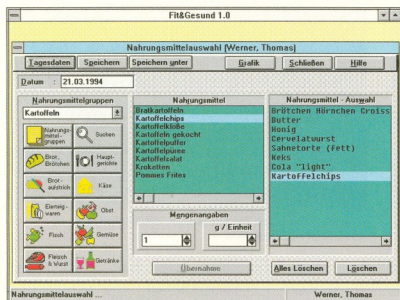 Fit&Gesund 1.0
Nahrungsmittelauswahl (Werner, Thomas)
Tagesdaten Speichern Speichern unter Grafik Schließen Hilfe
Datum : 21.03.1994
Nahrungsmittelgruppen
Kartoffeln
Nahrungs-
mittel-
gruppen
Suchen
Brot,
Brötchen
Haupt-
gerichte
Brot-
aufstrich
Käse
Eierteig-
waren
Obst
Fisch
Gemüse
Fleisch
& Wurst
Getränke
Nahrungsmittel
Bratkartoffeln
Kartoffelchips
Kartoffelklöße
Kartoffeln gekocht
Kartoffelpuffer
Kartoffelpüree
Kartoffelsalat
Kroketten
Pommes Frites
Mengenangaben
g / Einheit
1
Übernahme
Nahrungsmittel - Auswahl
Brötchen Hörnchen Croiss
Butter
Honig
Cervelatwurst
Sahnetorte (fett)
Keks
Cola "light"
Kartoffelchips
Alles Löschen Löschen
Nahrungsmittelauswahl ... Werner, Thomas